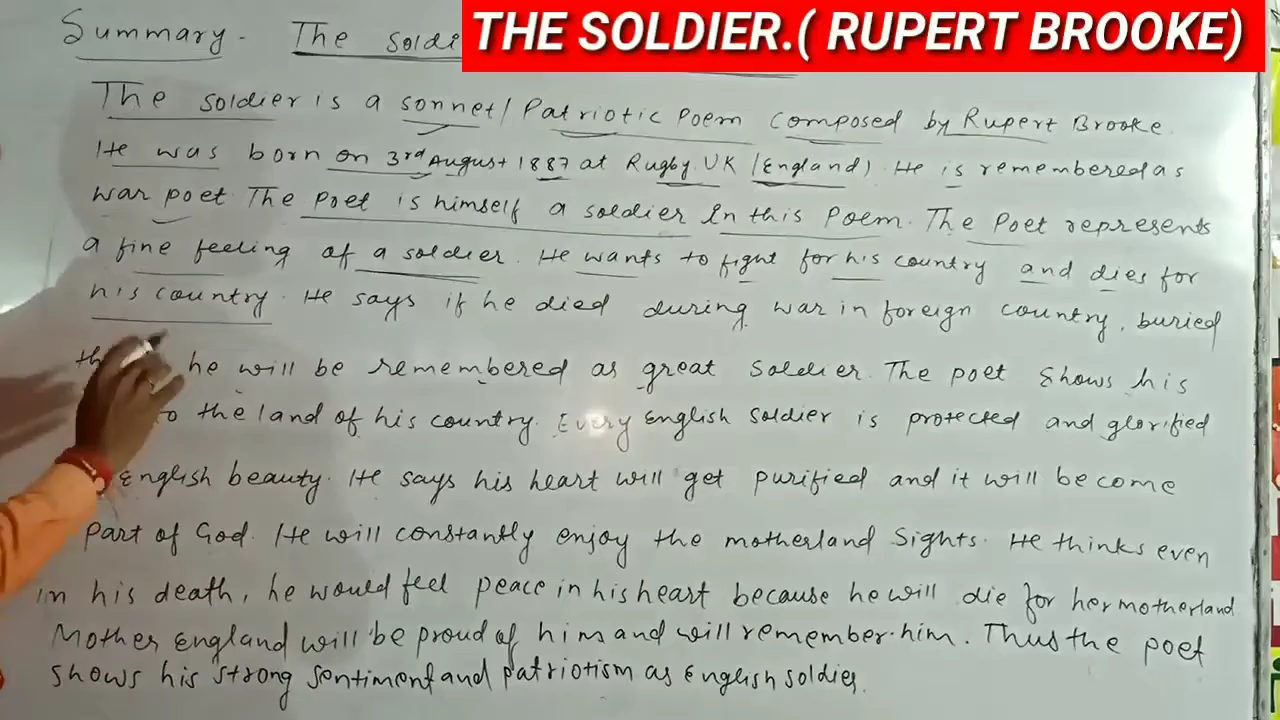 Summary - The soldi
THE SOLDIER.( RUPERT BROOKE)
The soldier is a sonnet/Patriotic Poem composed by Rupert Brooke.
He was born on 3rd August 1887 at Rugby. UK (England). He is remembered as
war poet. The Poet is himself a soldier In this Poem. The Poet represents
a fine feeling of a soldier. He wants to fight for his country and dies for
his country. He says if he died during war in foreign country, buried
he will be remembered as great soldier. The poet shows his
to the land of his country. Every English soldier is protected and glorified
English beauty. He says his heart will get purified and it will become
part of God. He will constantly enjoy the motherland sights. He thinks even
In his death, he would feel peace in his heart because he will die for her motherland
Mother England will be proud of him and will remember him. Thus the poet
shows his strong sentiment and patriotism as English soldier.